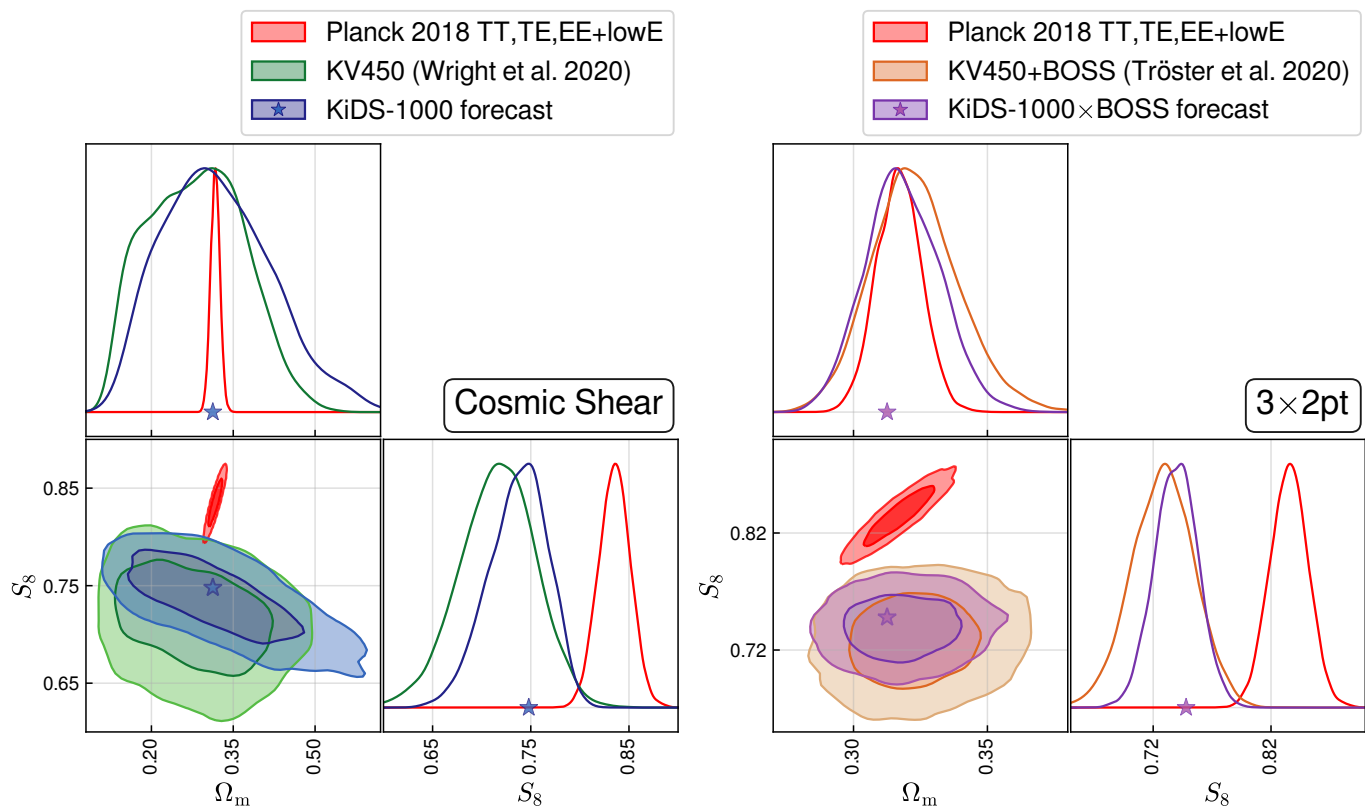 Planck 2018 TT,TE,EE+lowE
KV450 (Wright et al. 2020)
KiDS-1000 forecast
Cosmic Shear
0.85
0.75
0.65
S₈
0.20
0.35
0.50
Ωₘ
0.65
0.75
0.85
S₈
Planck 2018 TT,TE,EE+lowE
KV450+BOSS (Tröster et al. 2020)
KiDS-1000×BOSS forecast
3×2pt
0.82
0.72
S₈
0.30
0.35
Ωₘ
0.72
0.82
S₈